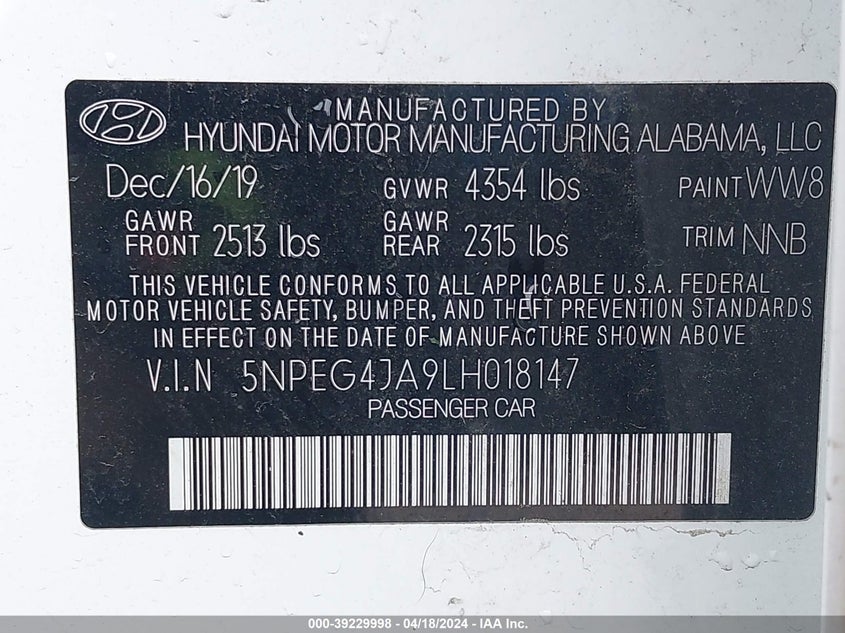 MANUFACTURED BY
HYUNDAI MOTOR MANUFACTURING ALABAMA, LLC
Dec/16/19 GVWR 4354 lbs PAINT WW8
GAWR FRONT 2513 lbs GAWR REAR 2315 lbs TRIM NNB
THIS VEHICLE CONFORMS TO ALL APPLICABLE U.S.A. FEDERAL
MOTOR VEHICLE SAFETY, BUMPER, AND THEFT PREVENTION STANDARDS
IN EFFECT ON THE DATE OF MANUFACTURE SHOWN ABOVE
V.I.N 5NPEG4JA9LH018147
PASSENGER CAR
000-39229998 - 04/18/2024 - IAA Inc.